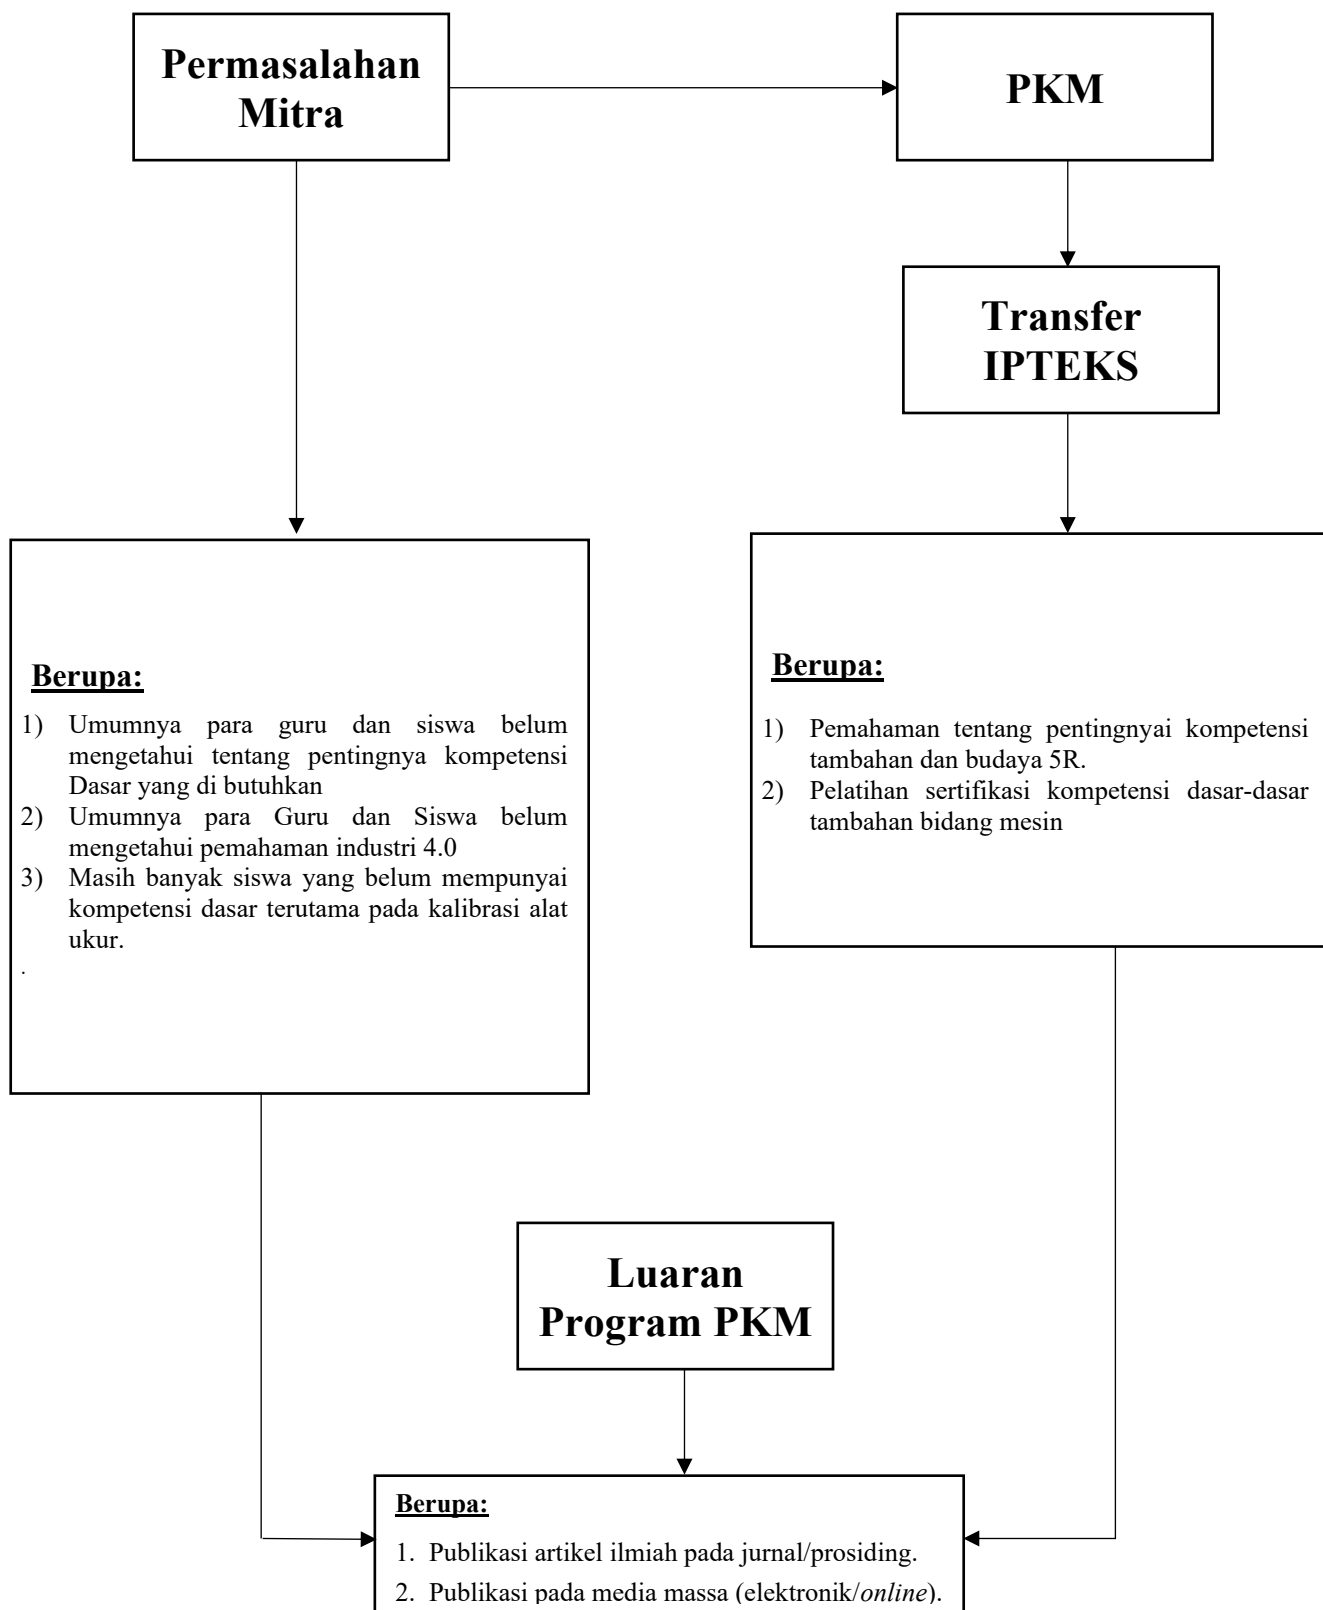 Permasalahan
Mitra
PKM
Transfer
IPTEKS
Berupa:
1) Umumnya para guru dan siswa belum
mengetahui tentang pentingnya kompetensi
Dasar yang di butuhkan
2) Umumnya para Guru dan Siswa belum
mengetahui pemahaman industri 4.0
3) Masih banyak siswa yang belum mempunyai
kompetensi dasar terutama pada kalibrasi alat
ukur.
.
Berupa:
1) Pemahaman tentang pentingnyai kompetensi
tambahan dan budaya 5R.
2) Pelatihan sertifikasi kompetensi dasar-dasar
tambahan bidang mesin
Luaran
Program PKM
Berupa:
1. Publikasi artikel ilmiah pada jurnal/prosiding.
2. Publikasi pada media massa (elektronik/online).